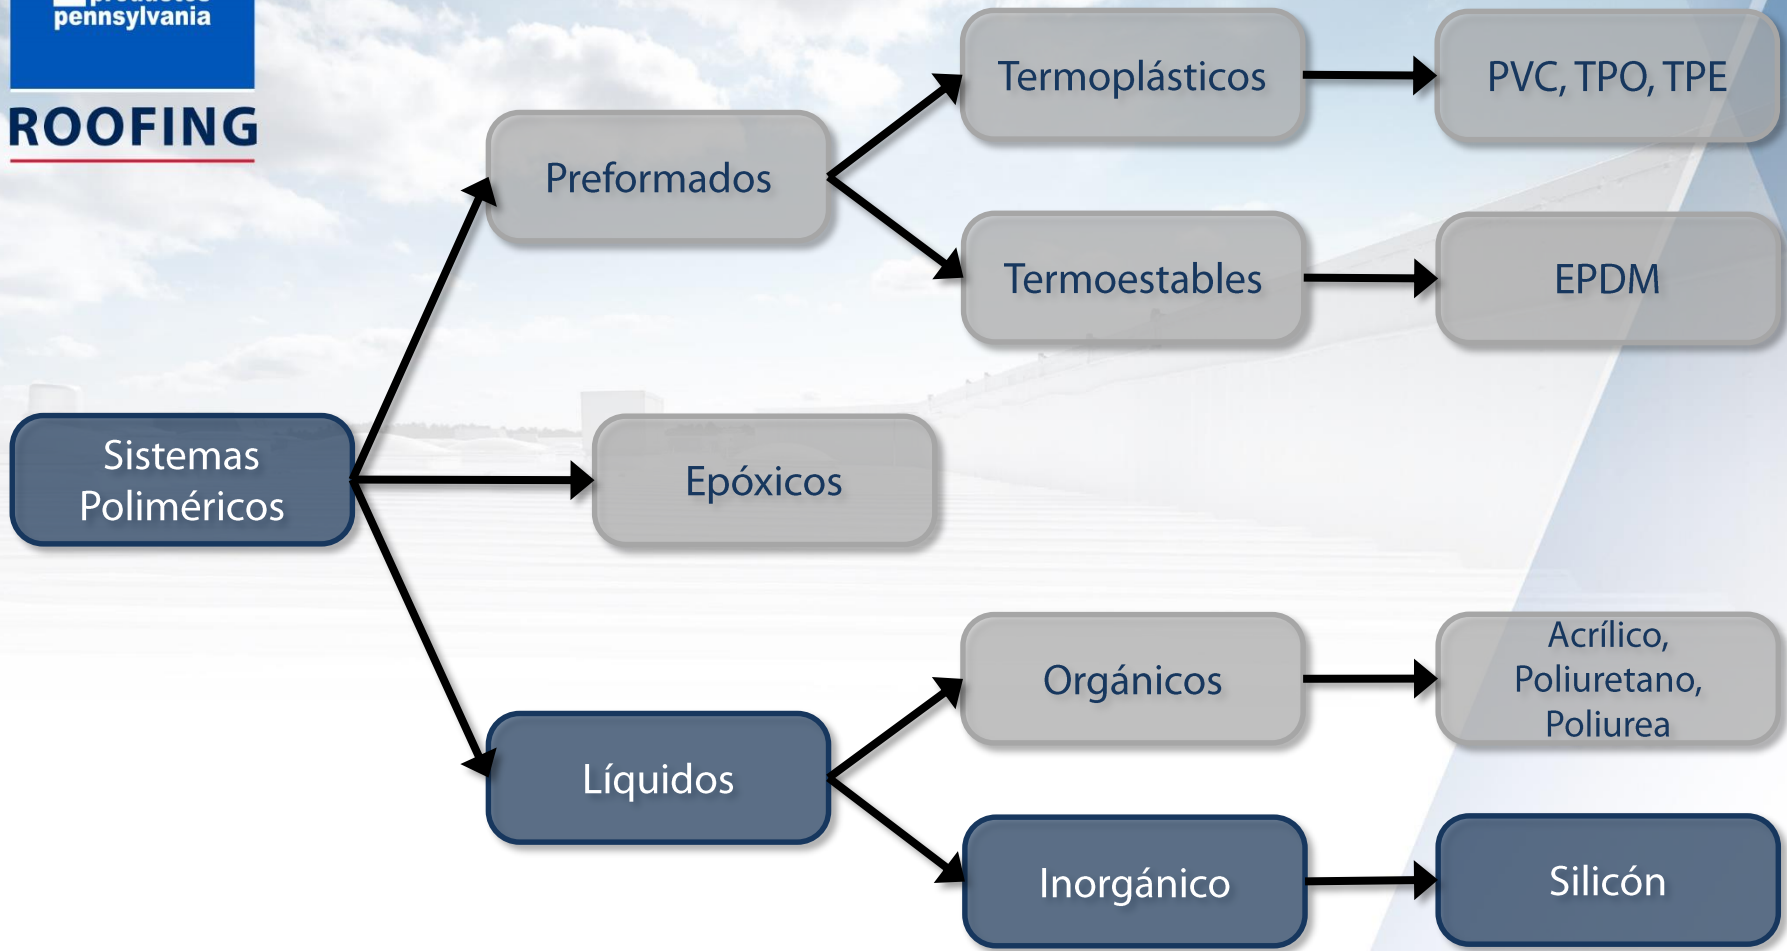 pennsylvania
ROOFING
Termoplásticos
PVC, TPO, TPE
Preformados
Termoestables
EPDM
Sistemas
Poliméricos
Epóxicos
Orgánicos
Acrílico,
Poliuretano,
Poliurea
Líquidos
Inorgánico
Silicón